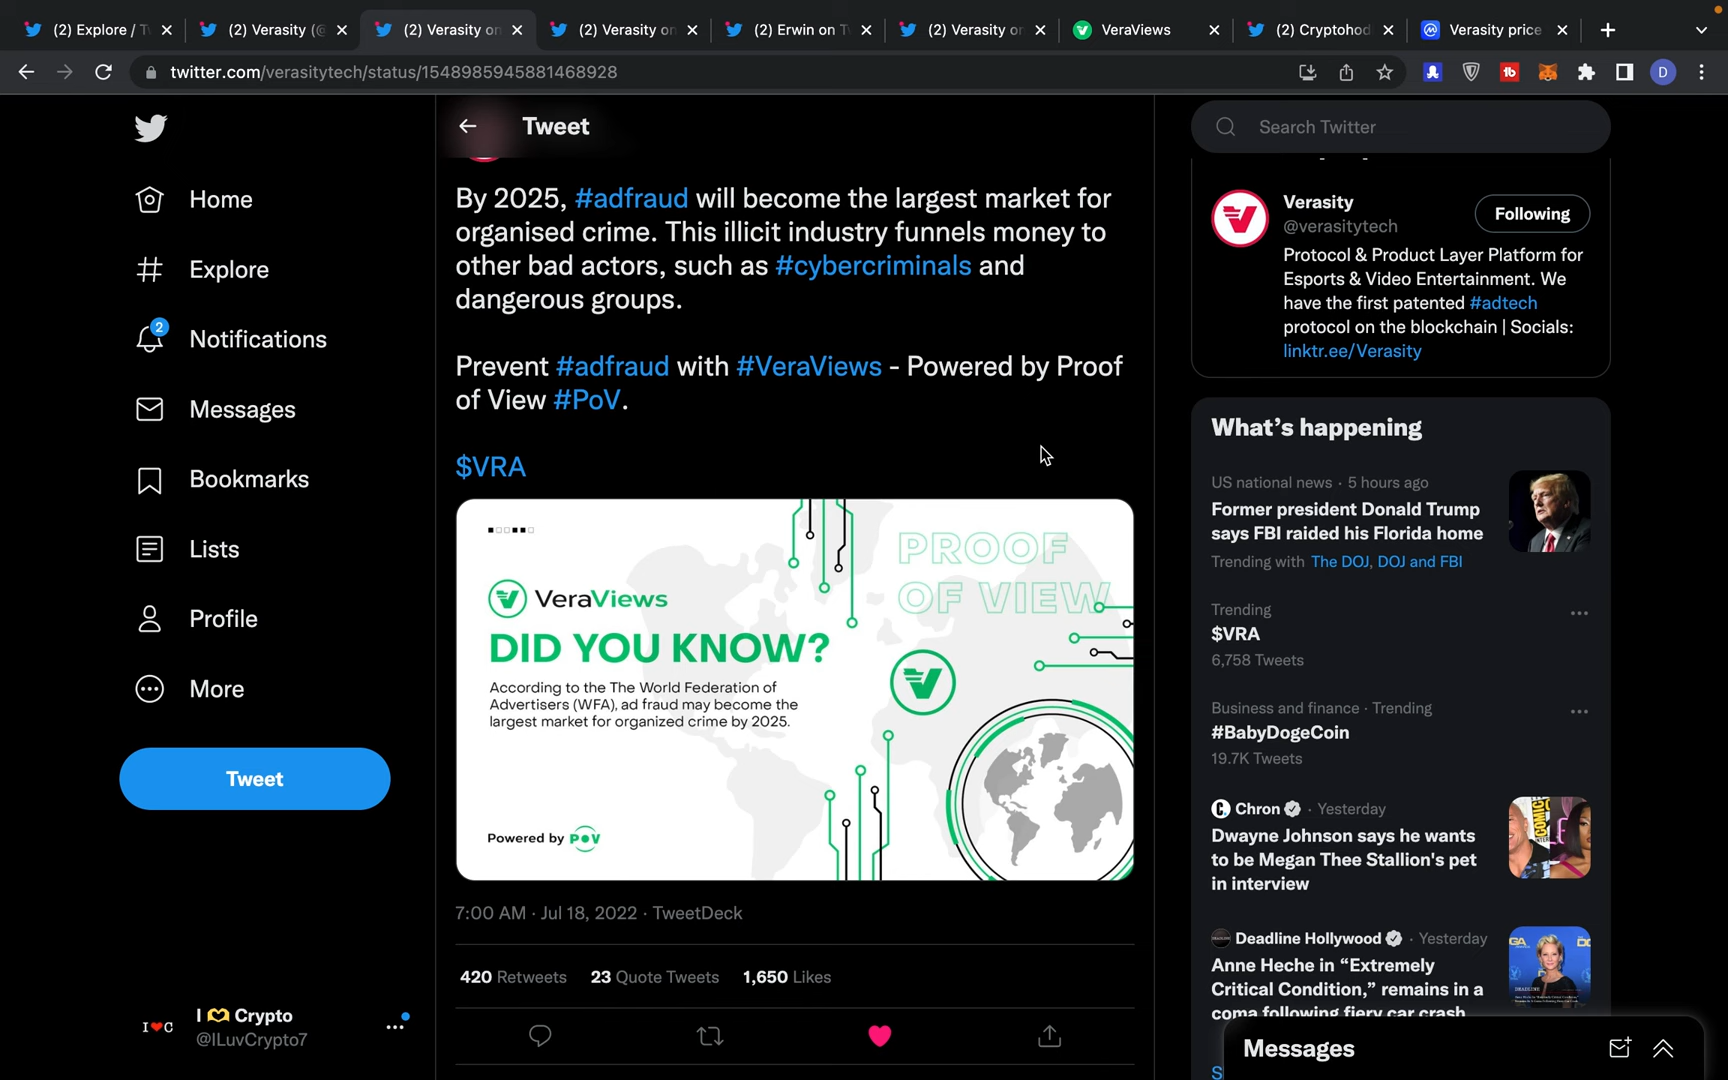 (2) Explore / Tw
(2) Verasity (@
(2) Verasity on
(2) Verasity on
(2) Erwin on Tw
(2) Verasity on
VeraViews
(2) Cryptohod
Verasity price
twitter.com/verasitytech/status/1548985945881468928
tb
D
Home
Explore
2
Notifications
Messages
Bookmarks
Lists
Profile
More
Tweet
I❤C
I 🫶 Crypto
@ILuvCrypto7
Tweet
By 2025, #adfraud will become the largest market for
organised crime. This illicit industry funnels money to
other bad actors, such as #cybercriminals and
dangerous groups.
Prevent #adfraud with #VeraViews - Powered by Proof
of View #PoV.
$VRA
PROOF
OF VIEW
VeraViews
DID YOU KNOW?
According to the The World Federation of
Advertisers (WFA), ad fraud may become the
largest market for organized crime by 2025.
Powered by POV
7:00 AM · Jul 18, 2022 · TweetDeck
420 Retweets 23 Quote Tweets 1,650 Likes
Search Twitter
Verasity
@verasitytech
Following
Protocol & Product Layer Platform for
Esports & Video Entertainment. We
have the first patented #adtech
protocol on the blockchain | Socials:
linktr.ee/Verasity
What's happening
US national news · 5 hours ago
Former president Donald Trump
says FBI raided his Florida home
Trending with The DOJ, DOJ and FBI
Trending
$VRA
6,758 Tweets
Business and finance · Trending
#BabyDogeCoin
19.7K Tweets
Chron · Yesterday
Dwayne Johnson says he wants
to be Megan Thee Stallion's pet
in interview
Deadline Hollywood · Yesterday
Anne Heche in “Extremely
Critical Condition,” remains in a
coma following fiery car crash
Messages